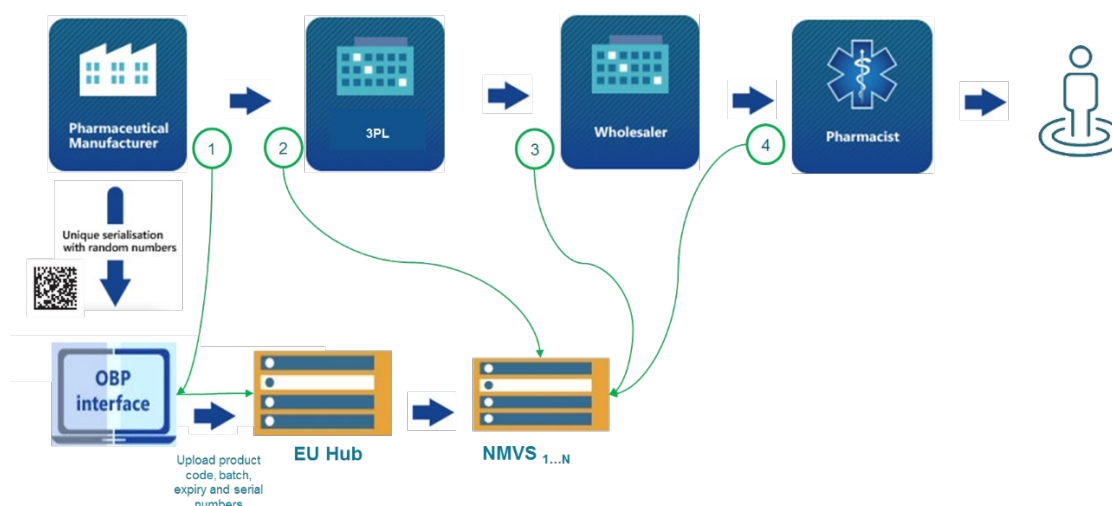 Pharmaceutical
Manufacturer
1
2
3PL
3
Wholesaler
4
Pharmacist
Unique serialisation
with random numbers
OBP
interface
Upload product
code, batch,
expiry and serial
numbers
EU Hub
NMVS 1...N